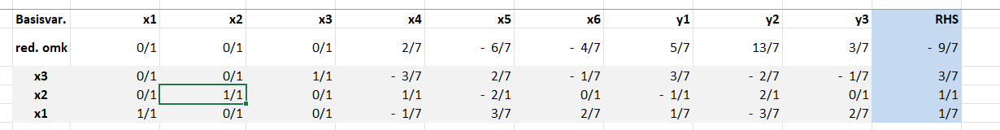 Basisvar. x1 x2 x3 x4 x5 x6 y1 y2 y3 RHS
red. omk 0/1 0/1 0/1 2/7 - 6/7 - 4/7 5/7 13/7 3/7 - 9/7
x3 0/1 0/1 1/1 - 3/7 2/7 - 1/7 3/7 - 2/7 - 1/7 3/7
x2 0/1 1/1 0/1 1/1 - 2/1 0/1 - 1/1 2/1 0/1 1/1
x1 1/1 0/1 0/1 - 1/7 3/7 2/7 1/7 - 3/7 2/7 1/7